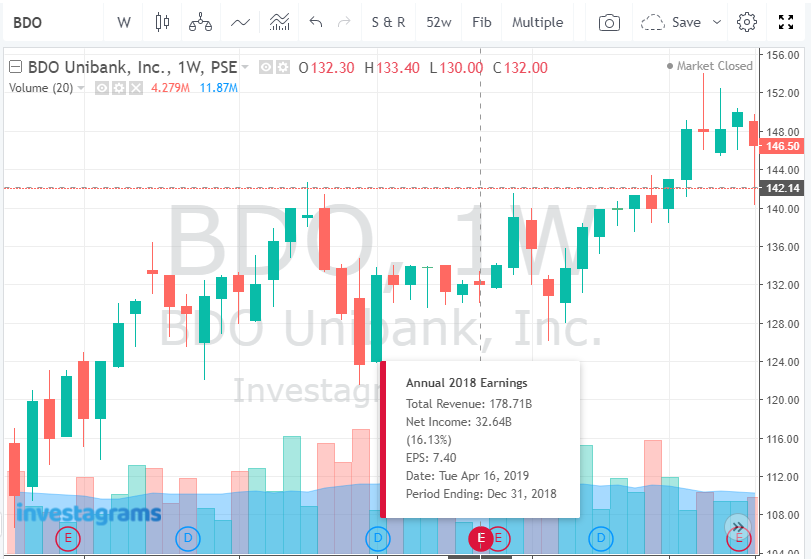 BDO W S & R 52w Fib Multiple Save
BDO Unibank, Inc., 1W, PSE O132.30 H133.40 L130.00 C132.00
Market Closed
Volume (20) 4.279M 11.87M
156.00
152.00
148.00
146.50
144.00
142.14
140.00
136.00
132.00
128.00
124.00
120.00
116.00
112.00
108.00
104.00
BDO, 1W
BDO Unibank, Inc.
Investag
Annual 2018 Earnings
Total Revenue: 178.71B
Net Income: 32.64B
(16.13%)
EPS: 7.40
Date: Tue Apr 16, 2019
Period Ending: Dec 31, 2018
investagrams
E D D E E D E